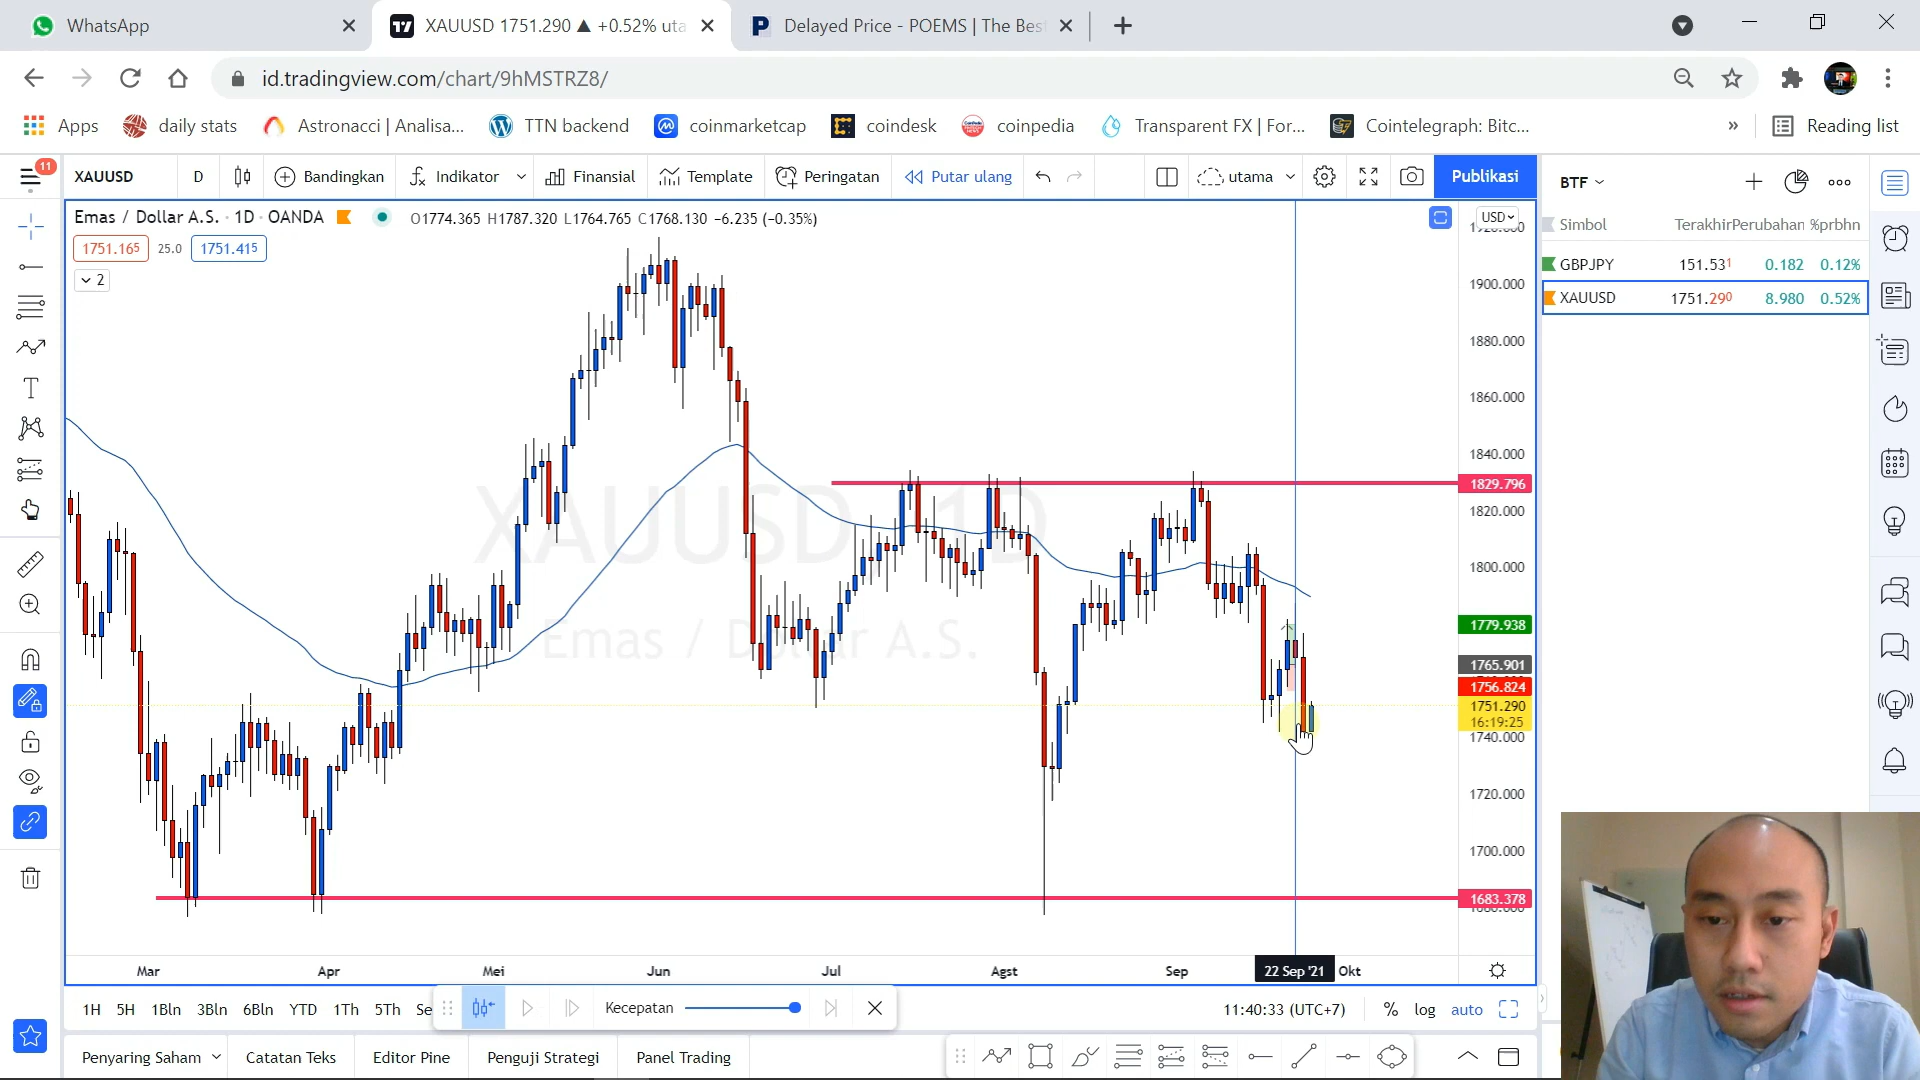 WhatsApp
XAUUSD 1751.290 ▲ +0.52% uta
Delayed Price - POEMS | The Best
id.tradingview.com/chart/9hMSTRZ8/
Apps
daily stats
Astronacci | Analisa...
TTN backend
coinmarketcap
coindesk
coinpedia
Transparent FX | For...
Cointelegraph: Bitc...
»
Reading list
11
XAUUSD
D
Bandingkan
Indikator
Finansial
Template
Peringatan
Putar ulang
utama
Publikasi
BTF
Emas / Dollar A.S. · 1D · OANDA
O1774.365 H1787.320 L1764.765 C1768.130 −6.235 (−0.35%)
USD
Simbol
Terakhir
Perubahan
%prbhn
1751.165
25.0
1751.415
2
GBPJPY
151.531
0.182
0.12%
XAUUSD
1751.290
8.980
0.52%
1900.000
1880.000
1860.000
1840.000
1829.796
1820.000
1800.000
1779.938
1765.901
1756.824
1751.290
16:19:25
1740.000
1720.000
1700.000
1683.378
XAUUSD 1D
Emas / Dollar A.S.
Mar
Apr
Mei
Jun
Jul
Agst
Sep
22 Sep '21
Okt
1H
5H
1Bln
3Bln
6Bln
YTD
1Th
5Th
Se
Kecepatan
11:40:33 (UTC+7)
%
log
auto
Penyaring Saham
Catatan Teks
Editor Pine
Penguji Strategi
Panel Trading